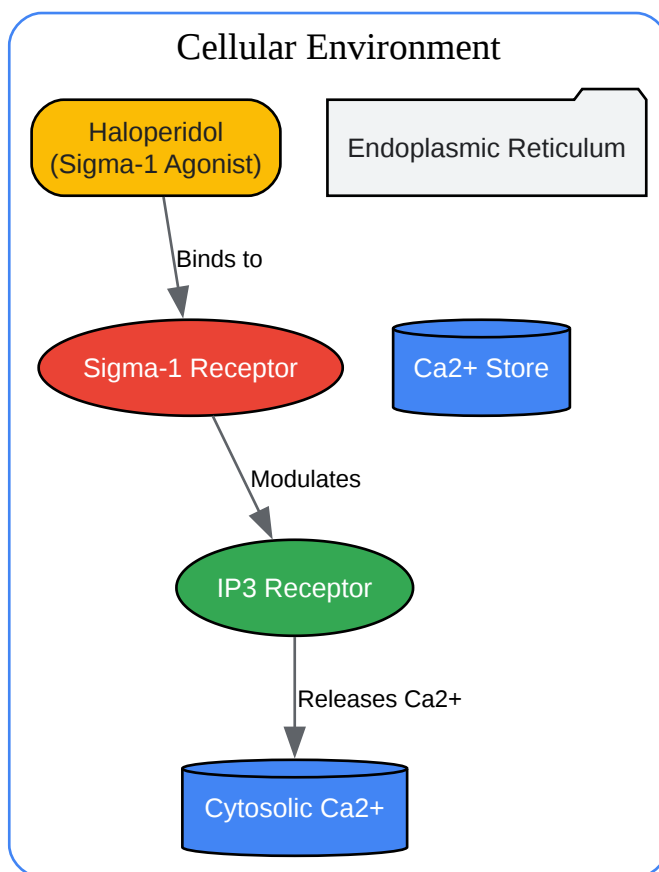 Cellular Environment
Haloperidol
(Sigma-1 Agonist)
Endoplasmic Reticulum
Binds to
Sigma-1 Receptor
Ca2+ Store
Modulates
IP3 Receptor
Releases Ca2+
Cytosolic Ca2+